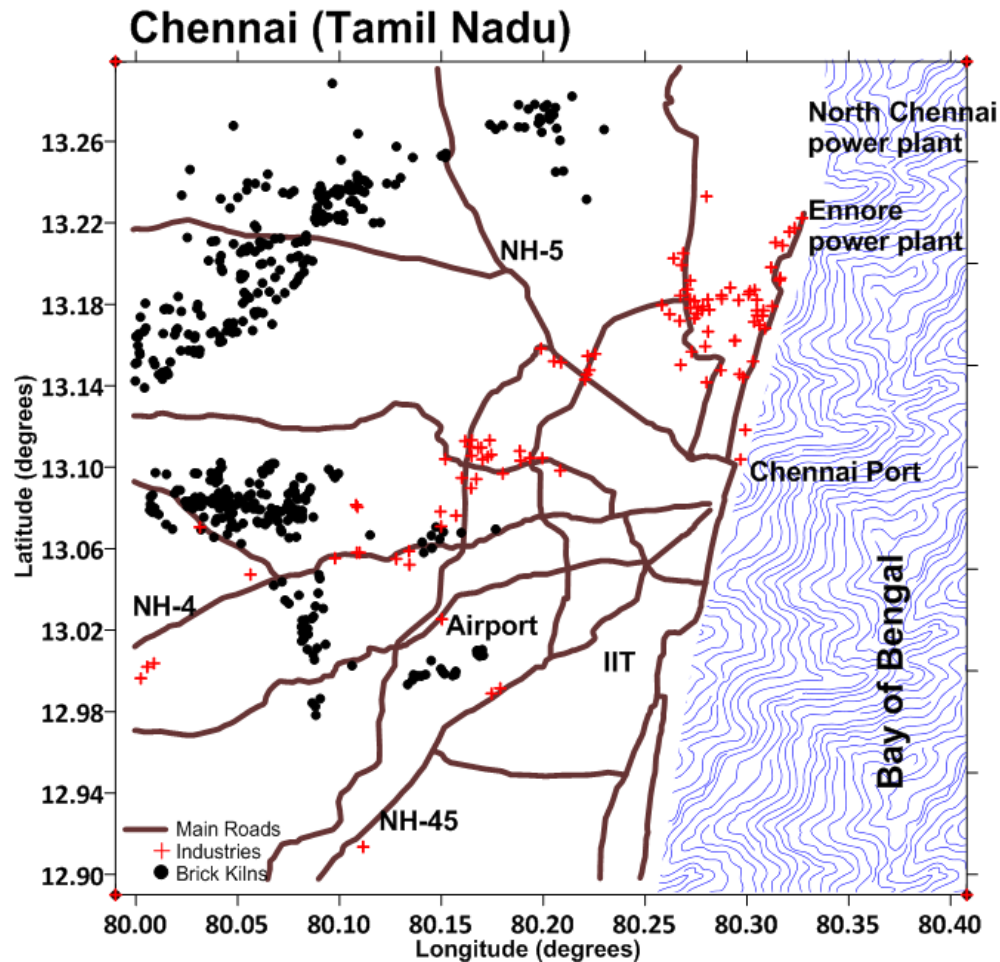 Chennai (Tamil Nadu)
North Chennai
power plant
Ennore
power plant
NH-5
Chennai Port
NH-4
Airport
IIT
Bay of Bengal
NH-45
Main Roads
Industries
Brick Kilns
Latitude (degrees)
13.26
13.22
13.18
13.14
13.10
13.06
13.02
12.98
12.94
12.90
80.00 80.05 80.10 80.15 80.20 80.25 80.30 80.35 80.40
Longitude (degrees)